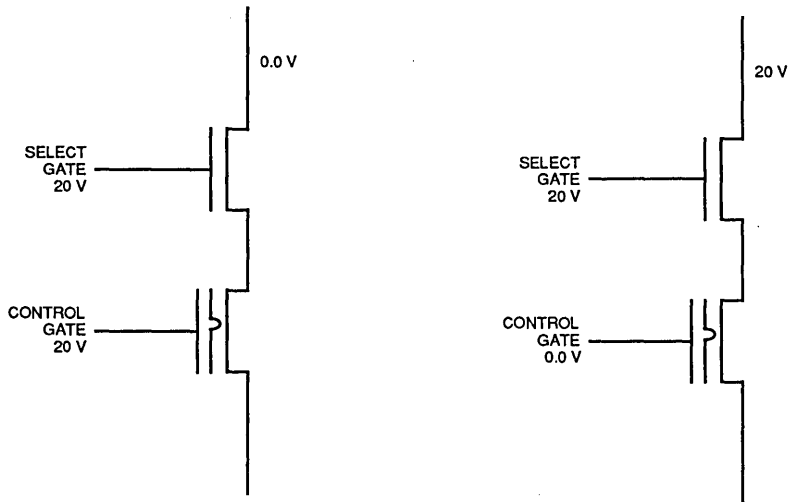 0.0 V
SELECT
GATE
20 V
CONTROL
GATE
20 V
20 V
SELECT
GATE
20 V
CONTROL
GATE
0.0 V